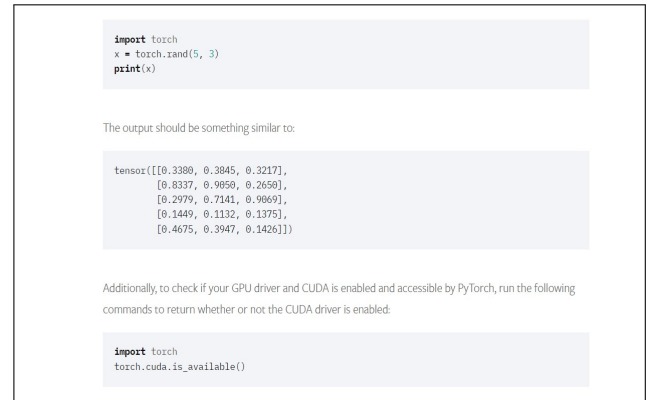 import torch
x = torch.rand(5, 3)
print(x)
The output should be something similar to:
tensor([[0.3380, 0.3845, 0.3217],
        [0.8337, 0.9050, 0.2650],
        [0.2979, 0.7141, 0.9069],
        [0.1449, 0.1132, 0.1375],
        [0.4675, 0.3947, 0.1426]])
Additionally, to check if your GPU driver and CUDA is enabled and accessible by PyTorch, run the following
commands to return whether or not the CUDA driver is enabled:
import torch
torch.cuda.is_available()